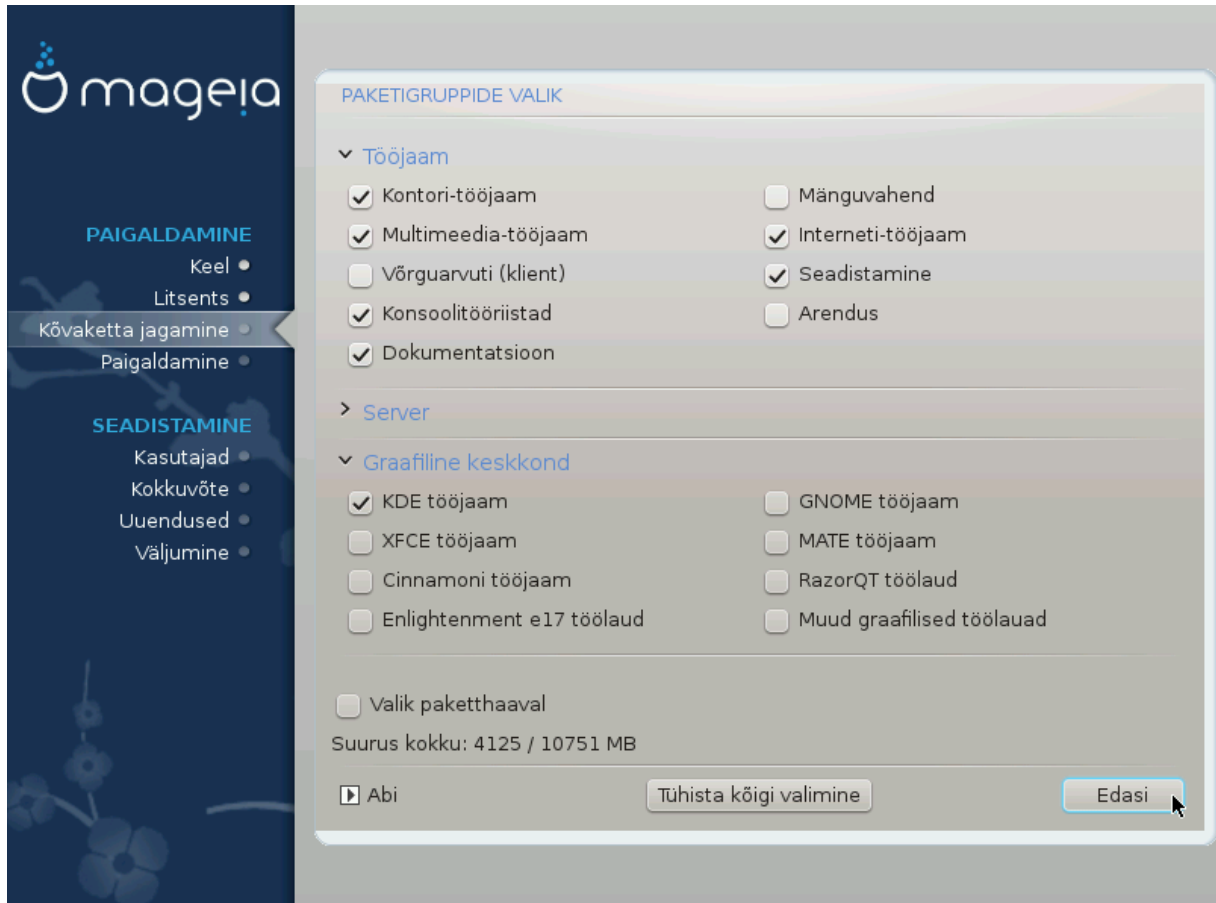 mageia
PAIGALDAMINE
Keel
Litsents
Kõvaketta jagamine
Paigaldamine
SEADISTAMINE
Kasutajad
Kokkuvõte
Uuendused
Väljumine
PAKETIGRUPPIDE VALIK
Tööjaam
Kontori-tööjaam
Mänguvahend
Multimeedia-tööjaam
Interneti-tööjaam
Võrguarvuti (klient)
Seadistamine
Konsoolitööriistad
Arendus
Dokumentatsioon
Server
Graafiline keskkond
KDE tööjaam
GNOME tööjaam
XFCE tööjaam
MATE tööjaam
Cinnamoni tööjaam
RazorQT töölaud
Enlightenment e17 töölaud
Muud graafilised töölauad
Valik paketthaaval
Suurus kokku: 4125 / 10751 MB
Abi
Tühista kõigi valimine
Edasi